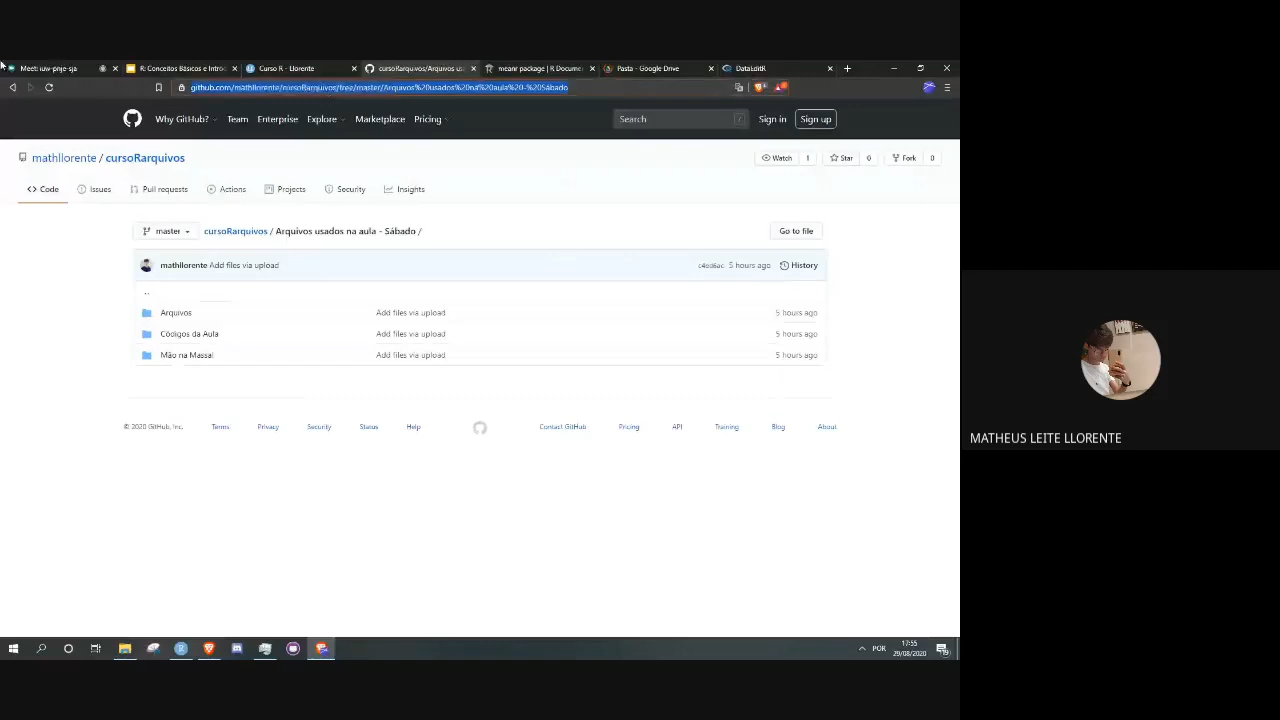 Meet: iuw-pnje-sja
R: Conceitos Básicos e Introd
Curso R - Llorente
cursoRarquivos/Arquivos us
meanr package | R Docume
Pasta - Google Drive
DataEditR
github.com/mathllorente/cursoRarquivos/tree/master/Arquivos%20usados%20na%20aula%20-%20Sábado
Why GitHub? Team Enterprise Explore Marketplace Pricing Search / Sign in Sign up
mathllorente / cursoRarquivos
Watch 1 Star 0 Fork 0
Code Issues Pull requests Actions Projects Security Insights
master cursoRarquivos / Arquivos usados na aula - Sábado / Go to file
mathllorente Add files via upload 5 hours ago History
..
Arquivos Add files via upload 5 hours ago
Códigos da Aula Add files via upload 5 hours ago
Mão na Massa! Add files via upload 5 hours ago
© 2020 GitHub, Inc. Terms Privacy Security Status Help Contact GitHub Pricing API Training Blog About
MATHEUS LEITE LLORENTE
POR
17:55
29/08/2020